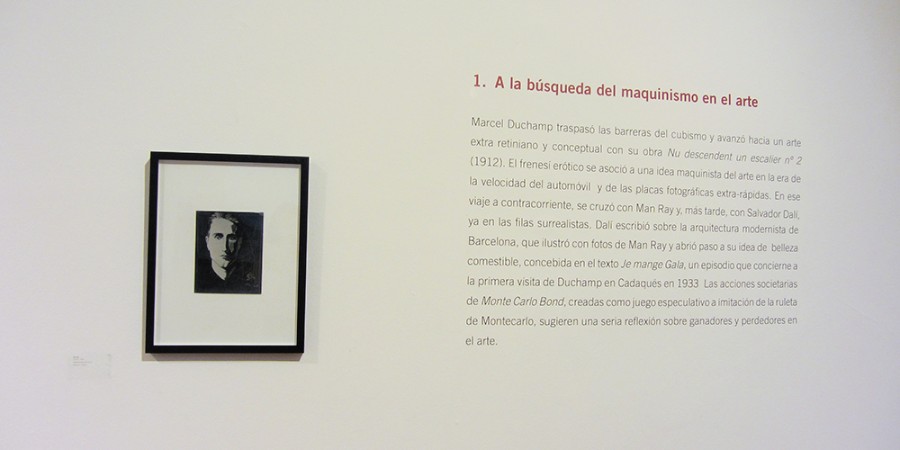 1. A la búsqueda del maquinismo en el arte
Marcel Duchamp traspasó las barreras del cubismo y avanzó hacia un arte
extra retiniano y conceptual con su obra Nu descendent un escalier nº 2
(1912). El frenesí erótico se asoció a una idea maquinista del arte en la era de
la velocidad del automóvil y de las placas fotográficas extra-rápidas. En ese
viaje a contracorriente, se cruzó con Man Ray y, más tarde, con Salvador Dalí,
ya en las filas surrealistas. Dalí escribió sobre la arquitectura modernista de
Barcelona, que ilustró con fotos de Man Ray y abrió paso a su idea de belleza
comestible, concebida en el texto Je mange Gala, un episodio que concierne a
la primera visita de Duchamp en Cadaqués en 1933 Las acciones societarias
de Monte Carlo Bond, creadas como juego especulativo a imitación de la ruleta
de Montecarlo, sugieren una seria reflexión sobre ganadores y perdedores en
el arte.